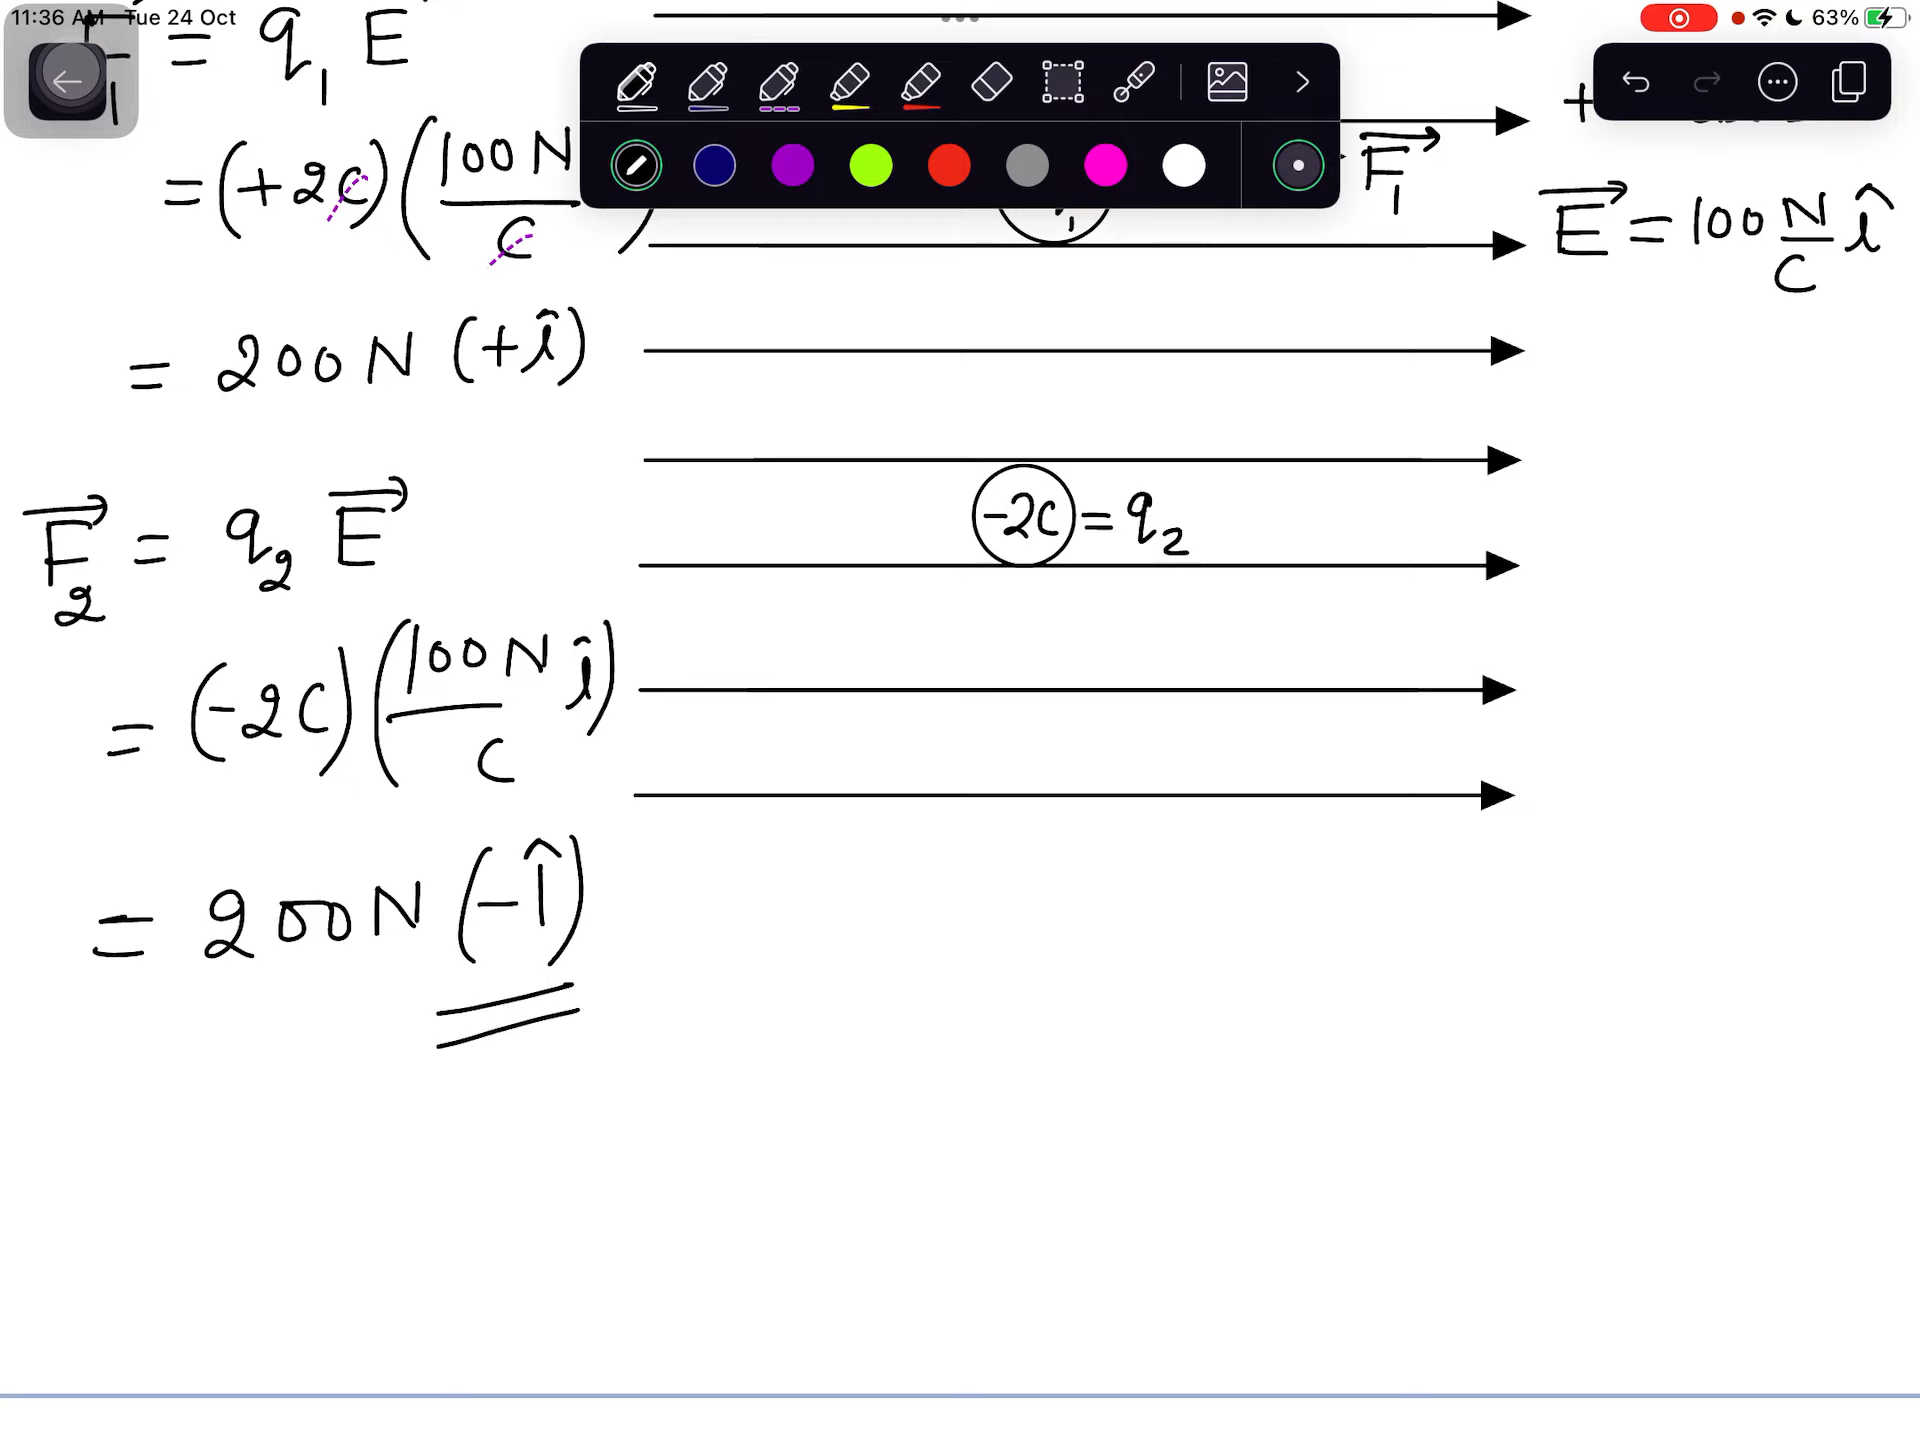 11:36 AM Tue 24 Oct
63%
= q₁ E
= (+2C) (100 N / C)
F₁
E = 100 N/C î
= 200 N (+î)
F₂ = q₂ E
-2C = q₂
= (-2C) (100 N / C î)
= 200 N (-î)